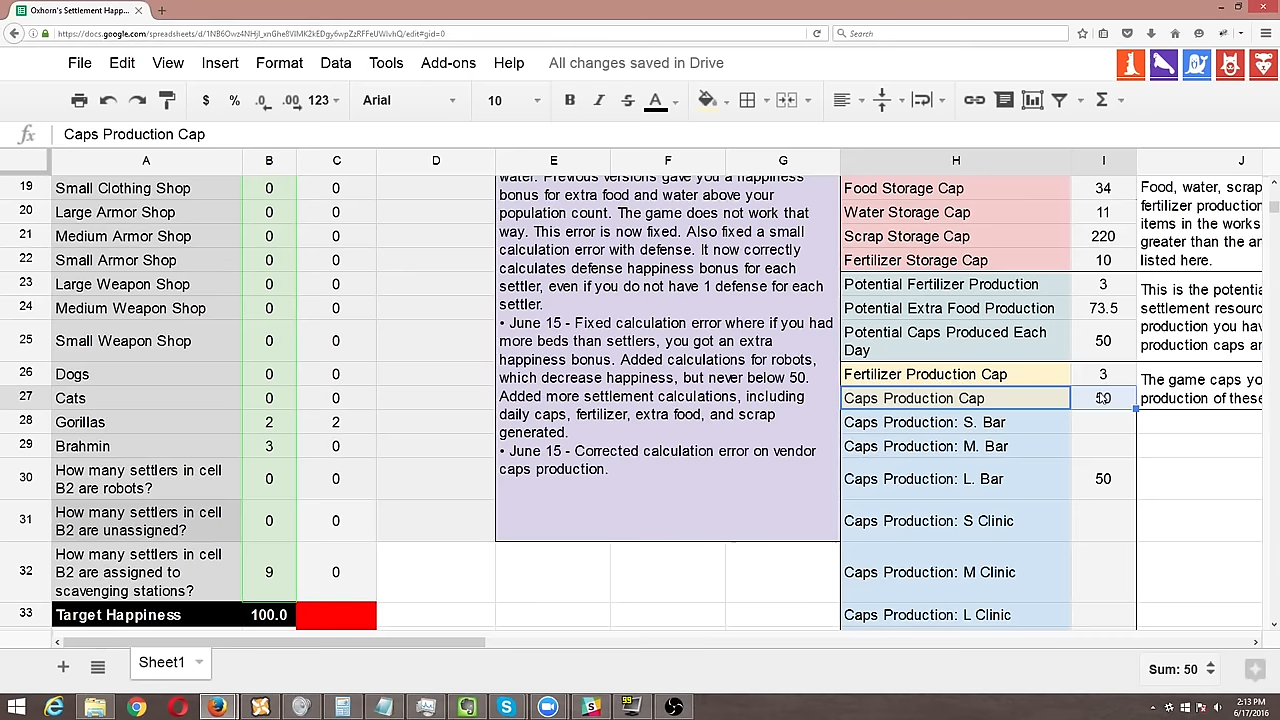 Oxhorn's Settlement Happ...
https://docs.google.com/spreadsheets/d/1NB6Owz4NHjl_xnGhe8VlMK2kEDgy6wpZzRFFeUWlvhQ/edit#gid=0
Search
File Edit View Insert Format Data Tools Add-ons Help All changes saved in Drive
$ % .0 .00 123 Arial 10 B I S A Σ
fx Caps Production Cap
A B C D E F G H I J
19 Small Clothing Shop 0 0 Food Storage Cap 34
20 Large Armor Shop 0 0 Water Storage Cap 11
21 Medium Armor Shop 0 0 Scrap Storage Cap 220
22 Small Armor Shop 0 0 Fertilizer Storage Cap 10
23 Large Weapon Shop 0 0 Potential Fertilizer Production 3
24 Medium Weapon Shop 0 0 Potential Extra Food Production 73.5
25 Small Weapon Shop 0 0 Potential Caps Produced Each
Day 50
26 Dogs 0 0 Fertilizer Production Cap 3
27 Cats 0 0 Caps Production Cap
28 Gorillas 2 2 Caps Production: S. Bar
29 Brahmin 3 0 Caps Production: M. Bar
30 How many settlers in cell
B2 are robots? 0 0 Caps Production: L. Bar 50
31 How many settlers in cell
B2 are unassigned? 0 0 Caps Production: S Clinic
32 How many settlers in cell
B2 are assigned to
scavenging stations? 9 0 Caps Production: M Clinic
33 Target Happiness 100.0 Caps Production: L Clinic
water. Previous versions gave you a happiness
bonus for extra food and water above your
population count. The game does not work that
way. This error is now fixed. Also fixed a small
calculation error with defense. It now correctly
calculates defense happiness bonus for each
settler, even if you do not have 1 defense for each
settler.
• June 15 - Fixed calculation error where if you had
more beds than settlers, you got an extra
happiness bonus. Added calculations for robots,
which decrease happiness, but never below 50.
Added more settlement calculations, including
daily caps, fertilizer, extra food, and scrap
generated.
• June 15 - Corrected calculation error on vendor
caps production.
Food, water, scrap
fertilizer production
items in the works
greater than the
listed here.
This is the
settlement
production you
production caps
The game caps
production of
Sheet1
Sum: 50
2:13 PM
6/17/2016